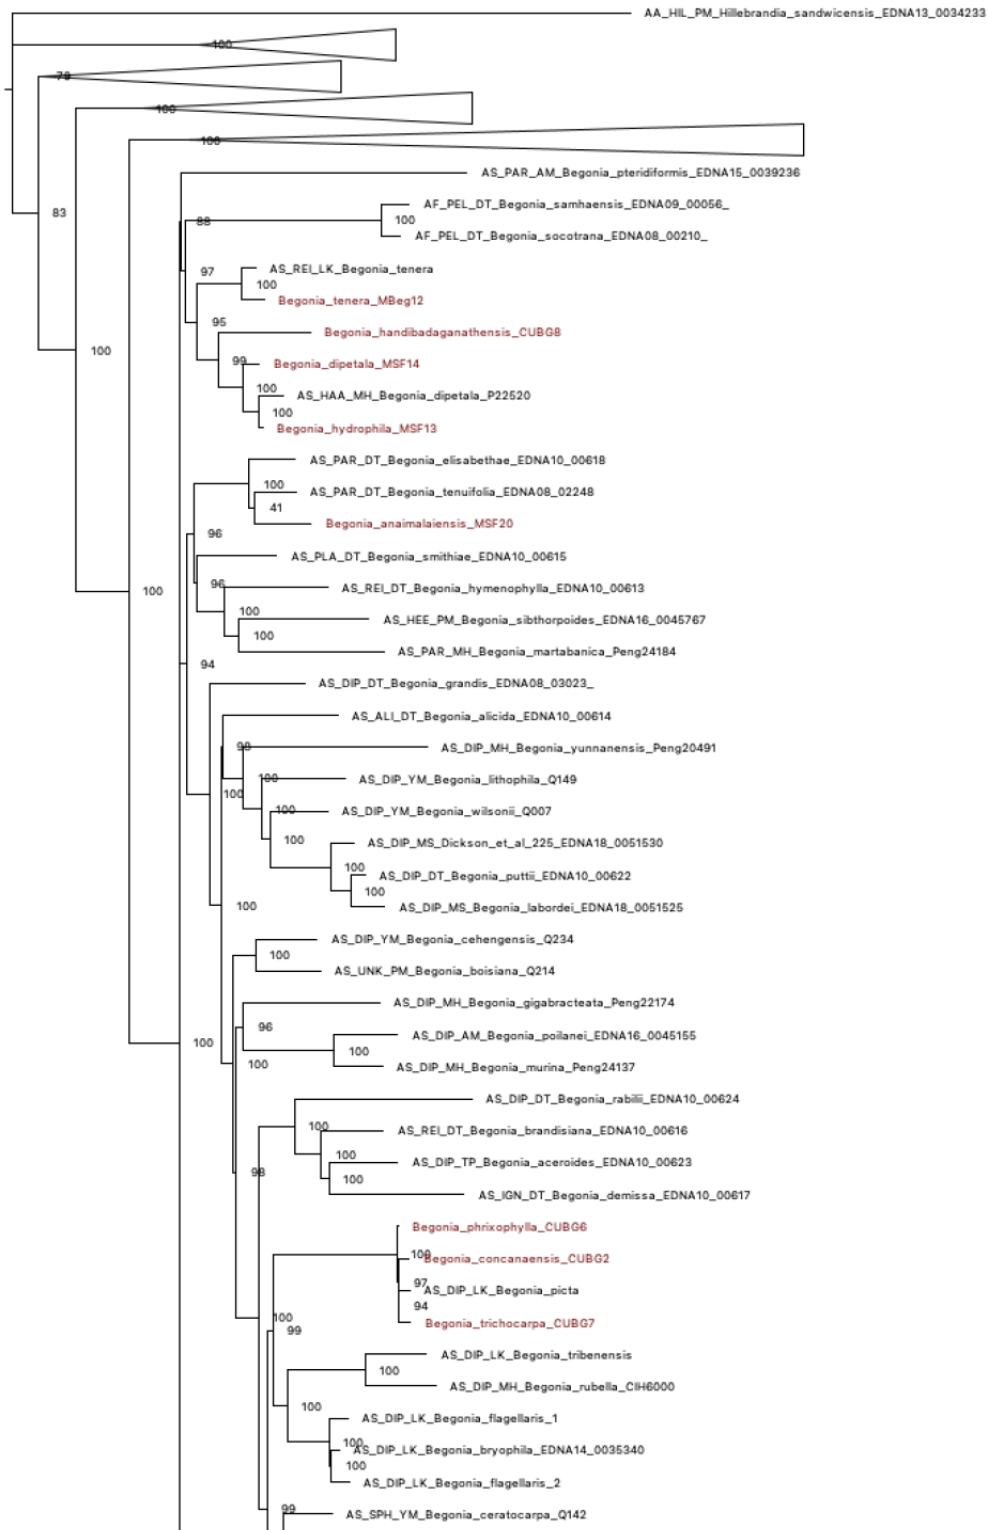 AA_HIL_PM_Hillebrandia_sandwicensis_EDNA13_0034233
100
79
100
100
AS_PAR_AM_Begonia_pteridiformis_EDNA15_0039236
AF_PEL_DT_Begonia_samhaensis_EDNA09_00056_
83
88
100
AF_PEL_DT_Begonia_socotrana_EDNA08_00210_
AS_REI_LK_Begonia_tenera
97
100
Begonia_tenera_MBeg12
95
Begonia_handibadaganathensis_CUBG8
100
99
Begonia_dipetala_MSF14
100
AS_HAA_MH_Begonia_dipetala_P22520
100
Begonia_hydrophila_MSF13
AS_PAR_DT_Begonia_elisabethae_EDNA10_00618
100
AS_PAR_DT_Begonia_tenuifolia_EDNA08_02248
41
Begonia_anaimalaiensis_MSF20
96
AS_PLA_DT_Begonia_smithiae_EDNA10_00615
96
AS_REI_DT_Begonia_hymenophylla_EDNA10_00613
100
100
AS_HEE_PM_Begonia_sibthorpoides_EDNA16_0045767
100
AS_PAR_MH_Begonia_martabanica_Peng24184
94
AS_DIP_DT_Begonia_grandis_EDNA08_03023_
AS_ALI_DT_Begonia_alicida_EDNA10_00614
98
AS_DIP_MH_Begonia_yunnanensis_Peng20491
100
AS_DIP_YM_Begonia_lithophila_Q149
100
100
AS_DIP_YM_Begonia_wilsonii_Q007
100
AS_DIP_MS_Dickson_et_al_225_EDNA18_0051530
100
AS_DIP_DT_Begonia_puttii_EDNA10_00622
100
AS_DIP_MS_Begonia_labordei_EDNA18_0051525
100
AS_DIP_YM_Begonia_cehengensis_Q234
100
AS_UNK_PM_Begonia_boisiana_Q214
AS_DIP_MH_Begonia_gigabracteata_Peng22174
96
AS_DIP_AM_Begonia_poilanei_EDNA16_0045155
100
100
100
AS_DIP_MH_Begonia_murina_Peng24137
AS_DIP_DT_Begonia_rabilii_EDNA10_00624
100
AS_REI_DT_Begonia_brandisiana_EDNA10_00616
100
AS_DIP_TP_Begonia_aceroides_EDNA10_00623
98
100
AS_IGN_DT_Begonia_demissa_EDNA10_00617
Begonia_phrixophylla_CUBG6
100
Begonia_concanaensis_CUBG2
97
AS_DIP_LK_Begonia_picta
94
100
Begonia_trichocarpa_CUBG7
99
AS_DIP_LK_Begonia_tribenensis
100
AS_DIP_MH_Begonia_rubella_CIH6000
100
AS_DIP_LK_Begonia_flagellaris_1
100
AS_DIP_LK_Begonia_bryophila_EDNA14_0035340
100
AS_DIP_LK_Begonia_flagellaris_2
99
AS_SPH_YM_Begonia_ceratocarpa_Q142